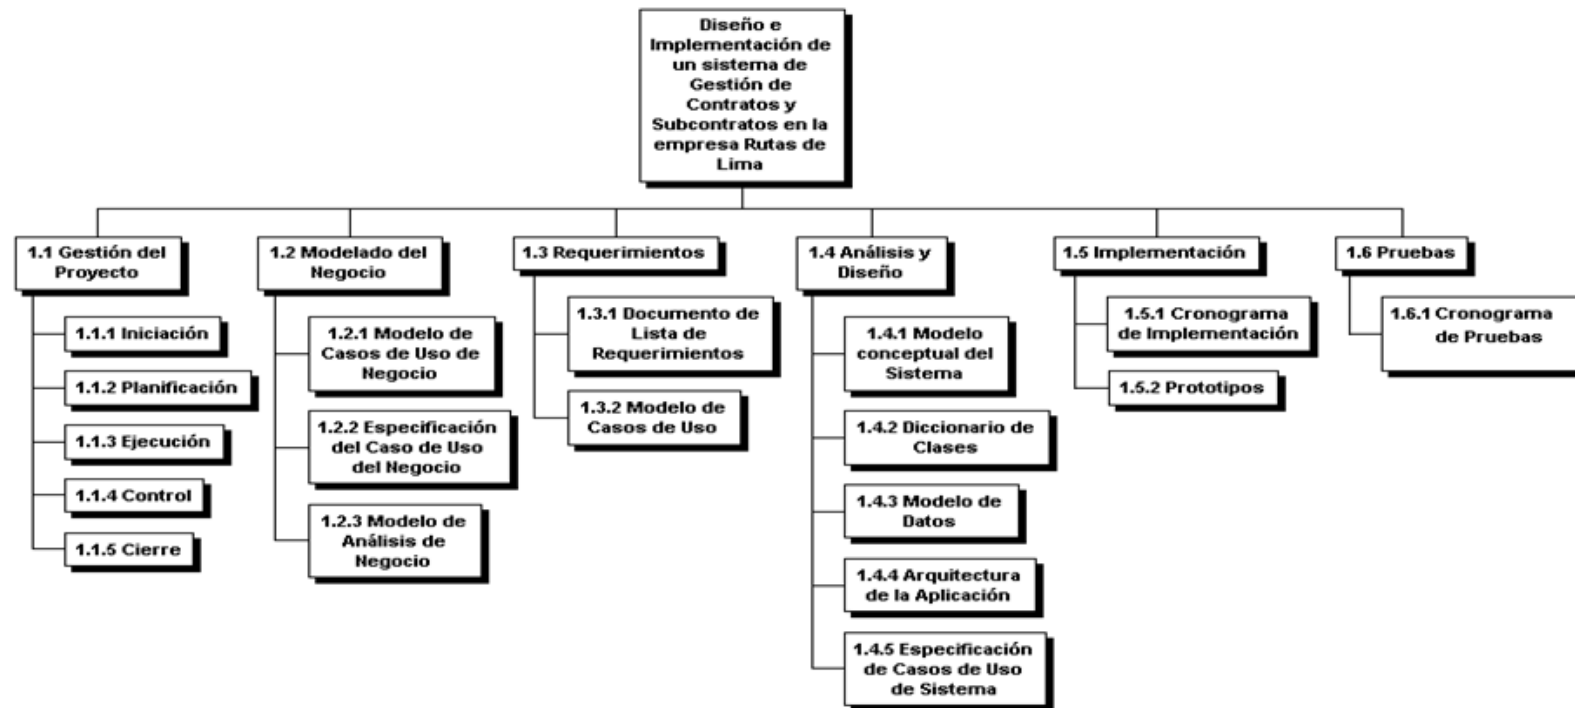 Diseño e
Implementación de
un sistema de
Gestión de
Contratos y
Subcontratos en la
empresa Rutas de
Lima
1.1 Gestión del
Proyecto
1.1.1 Iniciación
1.1.2 Planificación
1.1.3 Ejecución
1.1.4 Control
1.1.5 Cierre
1.2 Modelado del
Negocio
1.2.1 Modelo de
Casos de Uso de
Negocio
1.2.2 Especificación
del Caso de Uso
del Negocio
1.2.3 Modelo de
Análisis de
Negocio
1.3 Requerimientos
1.3.1 Documento de
Lista de
Requerimientos
1.3.2 Modelo de
Casos de Uso
1.4 Análisis y
Diseño
1.4.1 Modelo
conceptual del
Sistema
1.4.2 Diccionario de
Clases
1.4.3 Modelo de
Datos
1.4.4 Arquitectura
de la Aplicación
1.4.5 Especificación
de Casos de Uso
de Sistema
1.5 Implementación
1.5.1 Cronograma
de Implementación
1.5.2 Prototipos
1.6 Pruebas
1.6.1 Cronograma
de Pruebas